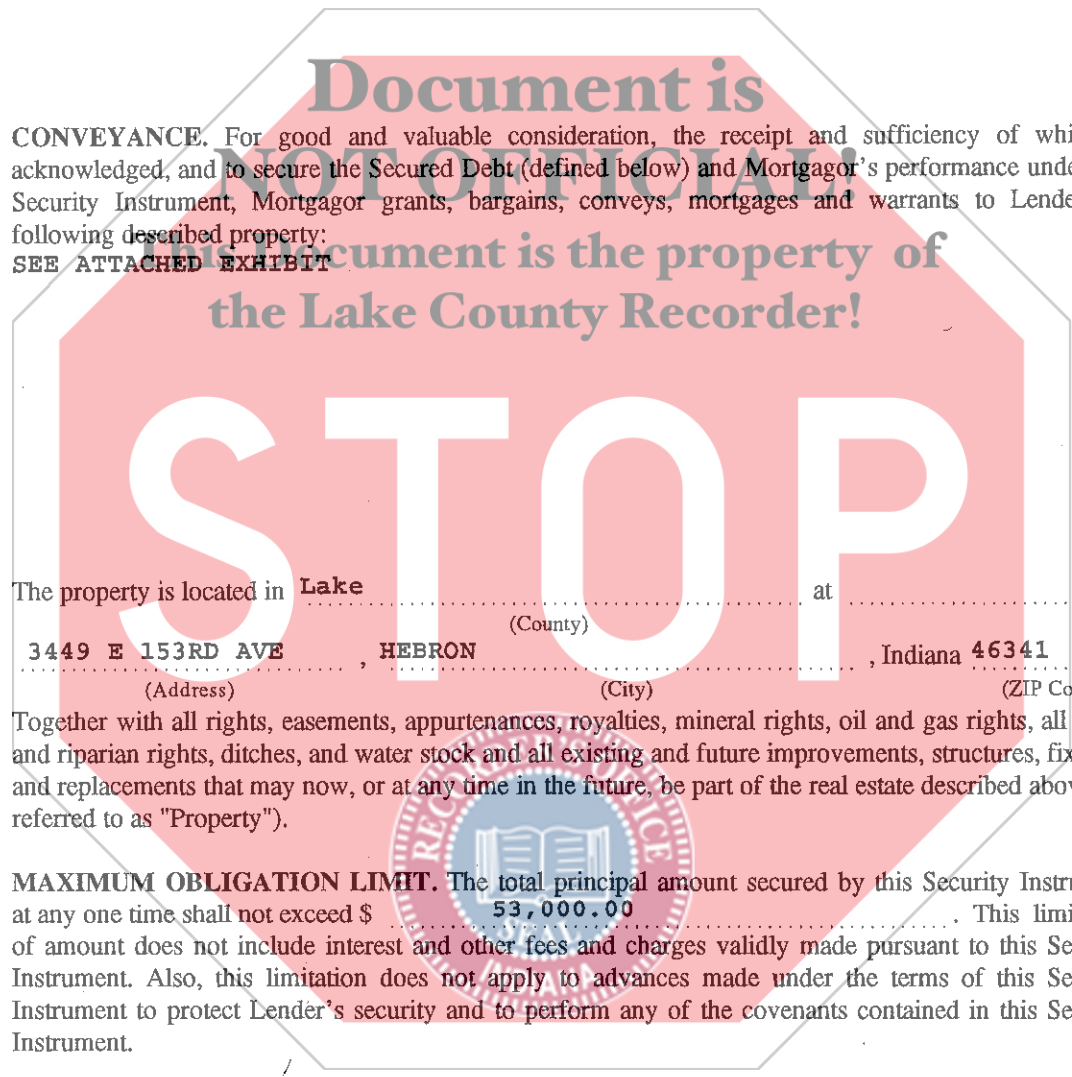 Document is
CONVEYANCE. For good and valuable consideration, the receipt and sufficiency of whi
NOT OFFICIAL!
acknowledged, and to secure the Secured Debt (defined below) and Mortgagor's performance unde
Security Instrument, Mortgagor grants, bargains, conveys, mortgages and warrants to Lende
following described property:
This Document is the property of
SEE ATTACHED EXHIBIT
the Lake County Recorder!
STOP
The property is located in Lake at
(County)
3449 E 153RD AVE , HEBRON , Indiana 46341
(Address) (City) (ZIP Co
Together with all rights, easements, appurtenances, royalties, mineral rights, oil and gas rights, all
and riparian rights, ditches, and water stock and all existing and future improvements, structures, fix
and replacements that may now, or at any time in the future, be part of the real estate described abov
referred to as "Property").
RECORDER'S OFFICE
MAXIMUM OBLIGATION LIMIT. The total principal amount secured by this Security Instru
at any one time shall not exceed $ 53,000.00 . This limi
SEAL
of amount does not include interest and other fees and charges validly made pursuant to this Se
INDIANA
Instrument. Also, this limitation does not apply to advances made under the terms of this Se
Instrument to protect Lender's security and to perform any of the covenants contained in this Se
Instrument.